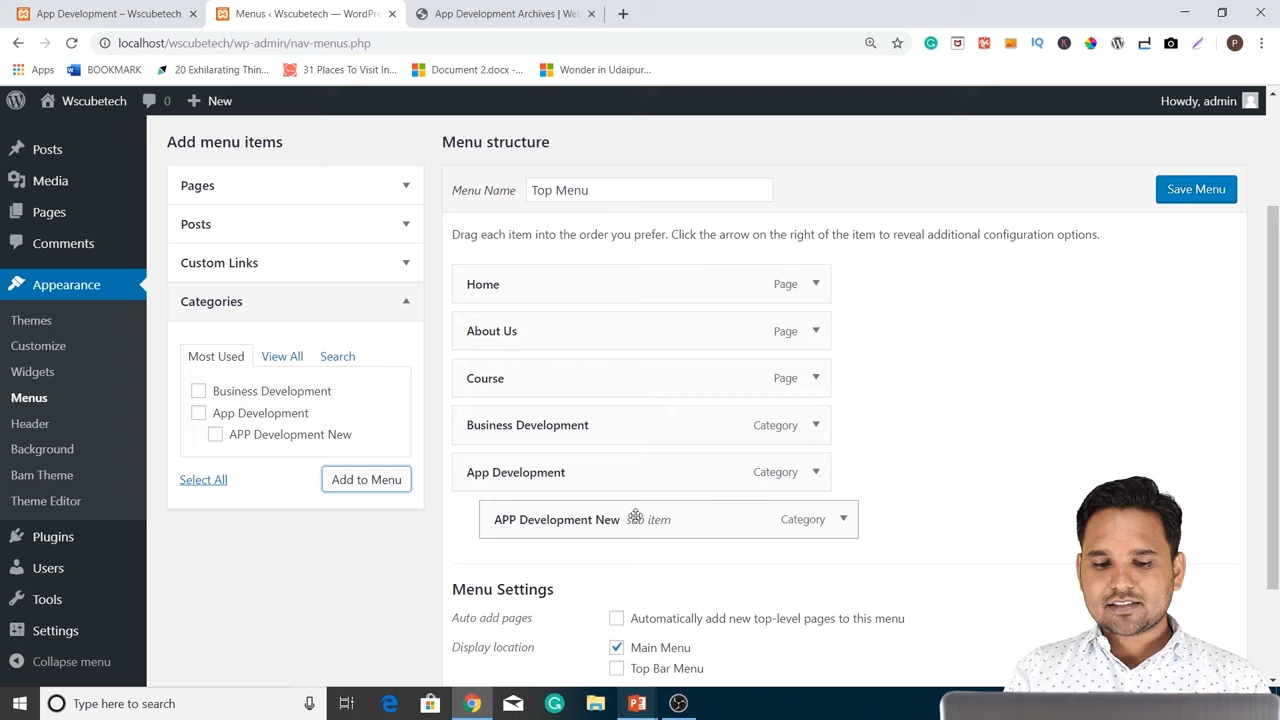 App Development – Wscubetech
Menus ‹ Wscubetech — WordPre
App Development Archives | Web
localhost/wscubetech/wp-admin/nav-menus.php
Apps
BOOKMARK
20 Exhilarating Thin...
31 Places To Visit In...
Document 2.docx -...
Wonder in Udaipur...
Wscubetech
0
New
Howdy, admin
Posts
Media
Pages
Comments
Appearance
Themes
Customize
Widgets
Menus
Header
Background
Bam Theme
Theme Editor
Plugins
Users
Tools
Settings
Collapse menu
Add menu items
Pages
Posts
Custom Links
Categories
Most Used
View All
Search
Business Development
App Development
APP Development New
Select All
Add to Menu
Menu structure
Menu Name
Top Menu
Save Menu
Drag each item into the order you prefer. Click the arrow on the right of the item to reveal additional configuration options.
Home
Page
About Us
Page
Course
Page
Business Development
Category
App Development
Category
APP Development New sub item
Category
Menu Settings
Auto add pages
Automatically add new top-level pages to this menu
Display location
Main Menu
Top Bar Menu
Type here to search